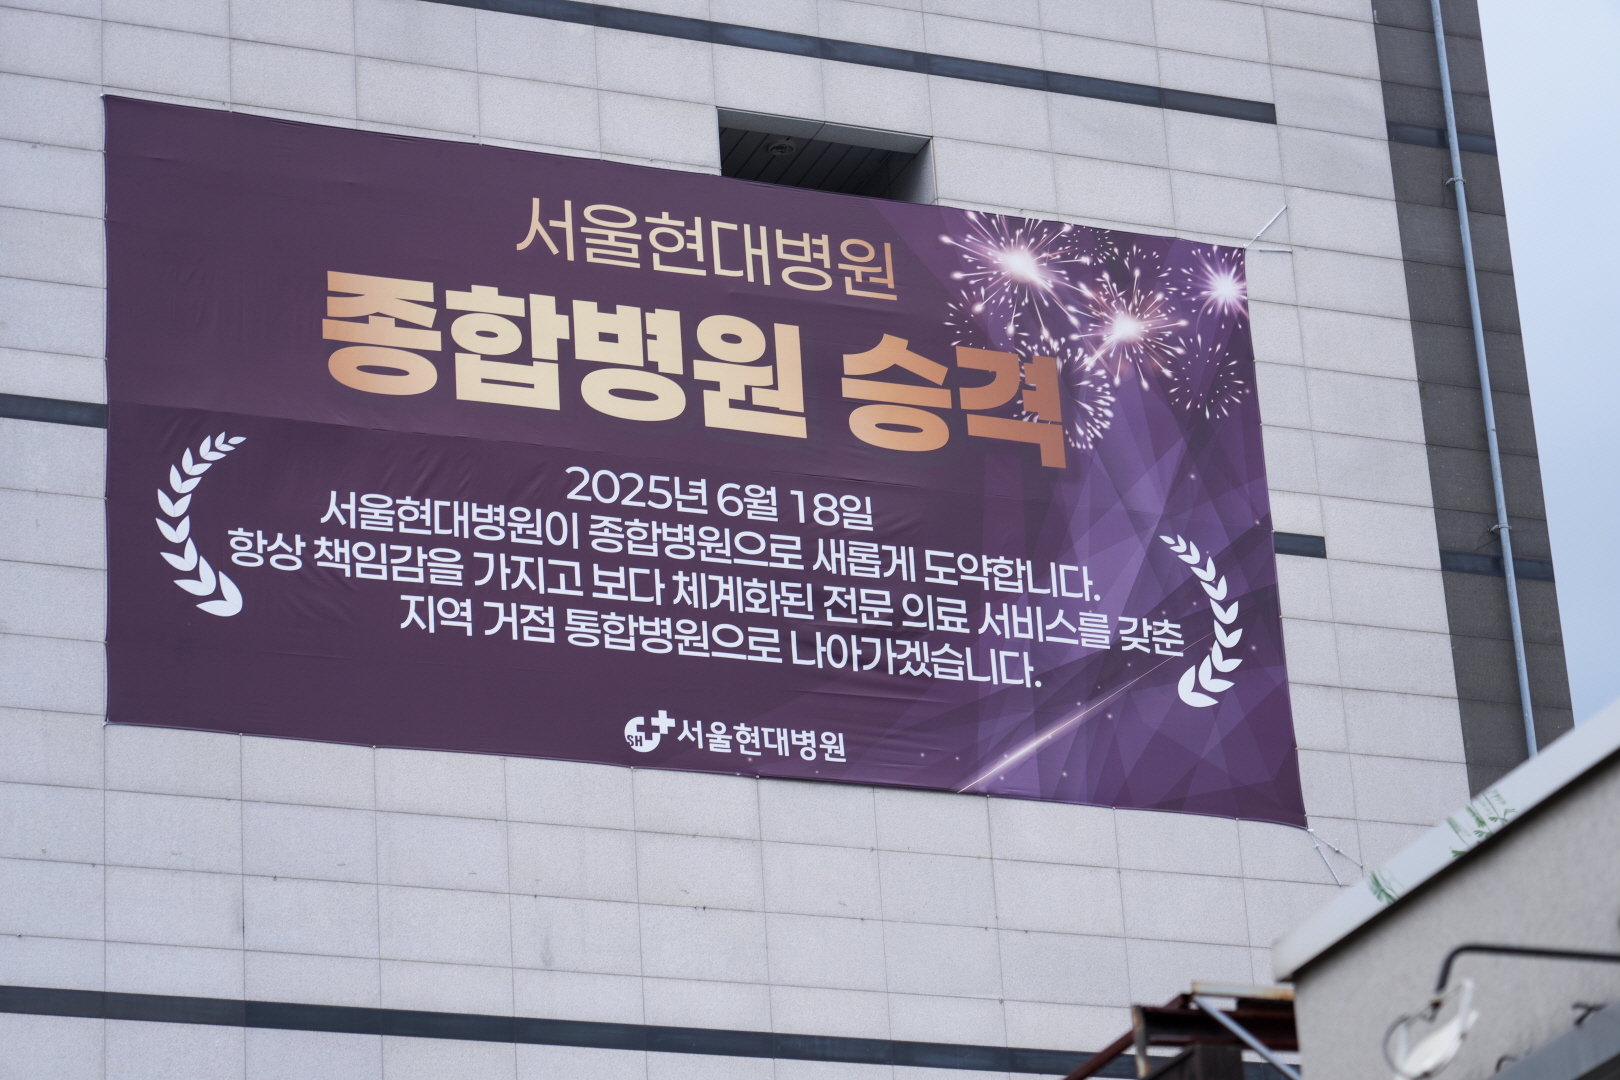 서울현대병원
종합병원 승격
2025년 6월 18일
서울현대병원이 종합병원으로 새롭게 도약합니다.
항상 책임감을 가지고 보다 체계화된 전문 의료 서비스를 갖춘
지역 거점 통합병원으로 나아가겠습니다.
SH 서울현대병원